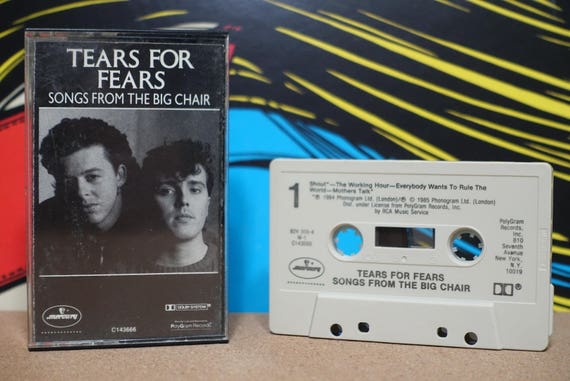 TEARS FOR
FEARS
SONGS FROM THE BIG CHAIR
mercury
C143666
DOLBY SYSTEM
PolyGram Records
1
Shout*—The Working Hour—Everybody Wants To Rule The
World—Mothers Talk*
*℗ 1984 Phonogram Ltd. (London)/℗ © 1985 Phonogram Ltd. (London)
Dist. under License from PolyGram Records, Inc.
by RCA Music Service
M-1
C143666
PolyGram
Records,
Inc.
810
Seventh
Avenue
New York,
N.Y.
10019
mercury
TEARS FOR FEARS
SONGS FROM THE BIG CHAIR